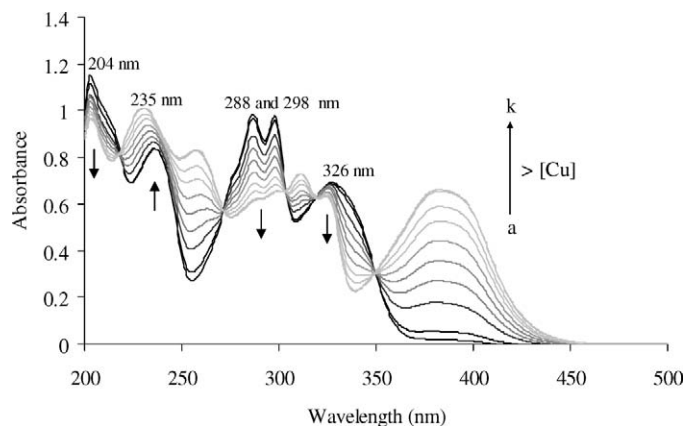 1.4
1.2
1
0.8
0.6
0.4
0.2
0
Absorbance
204 nm
235 nm
288 and 298 nm
326 nm
k
> [Cu]
a
200 250 300 350 400 450 500
Wavelength (nm)